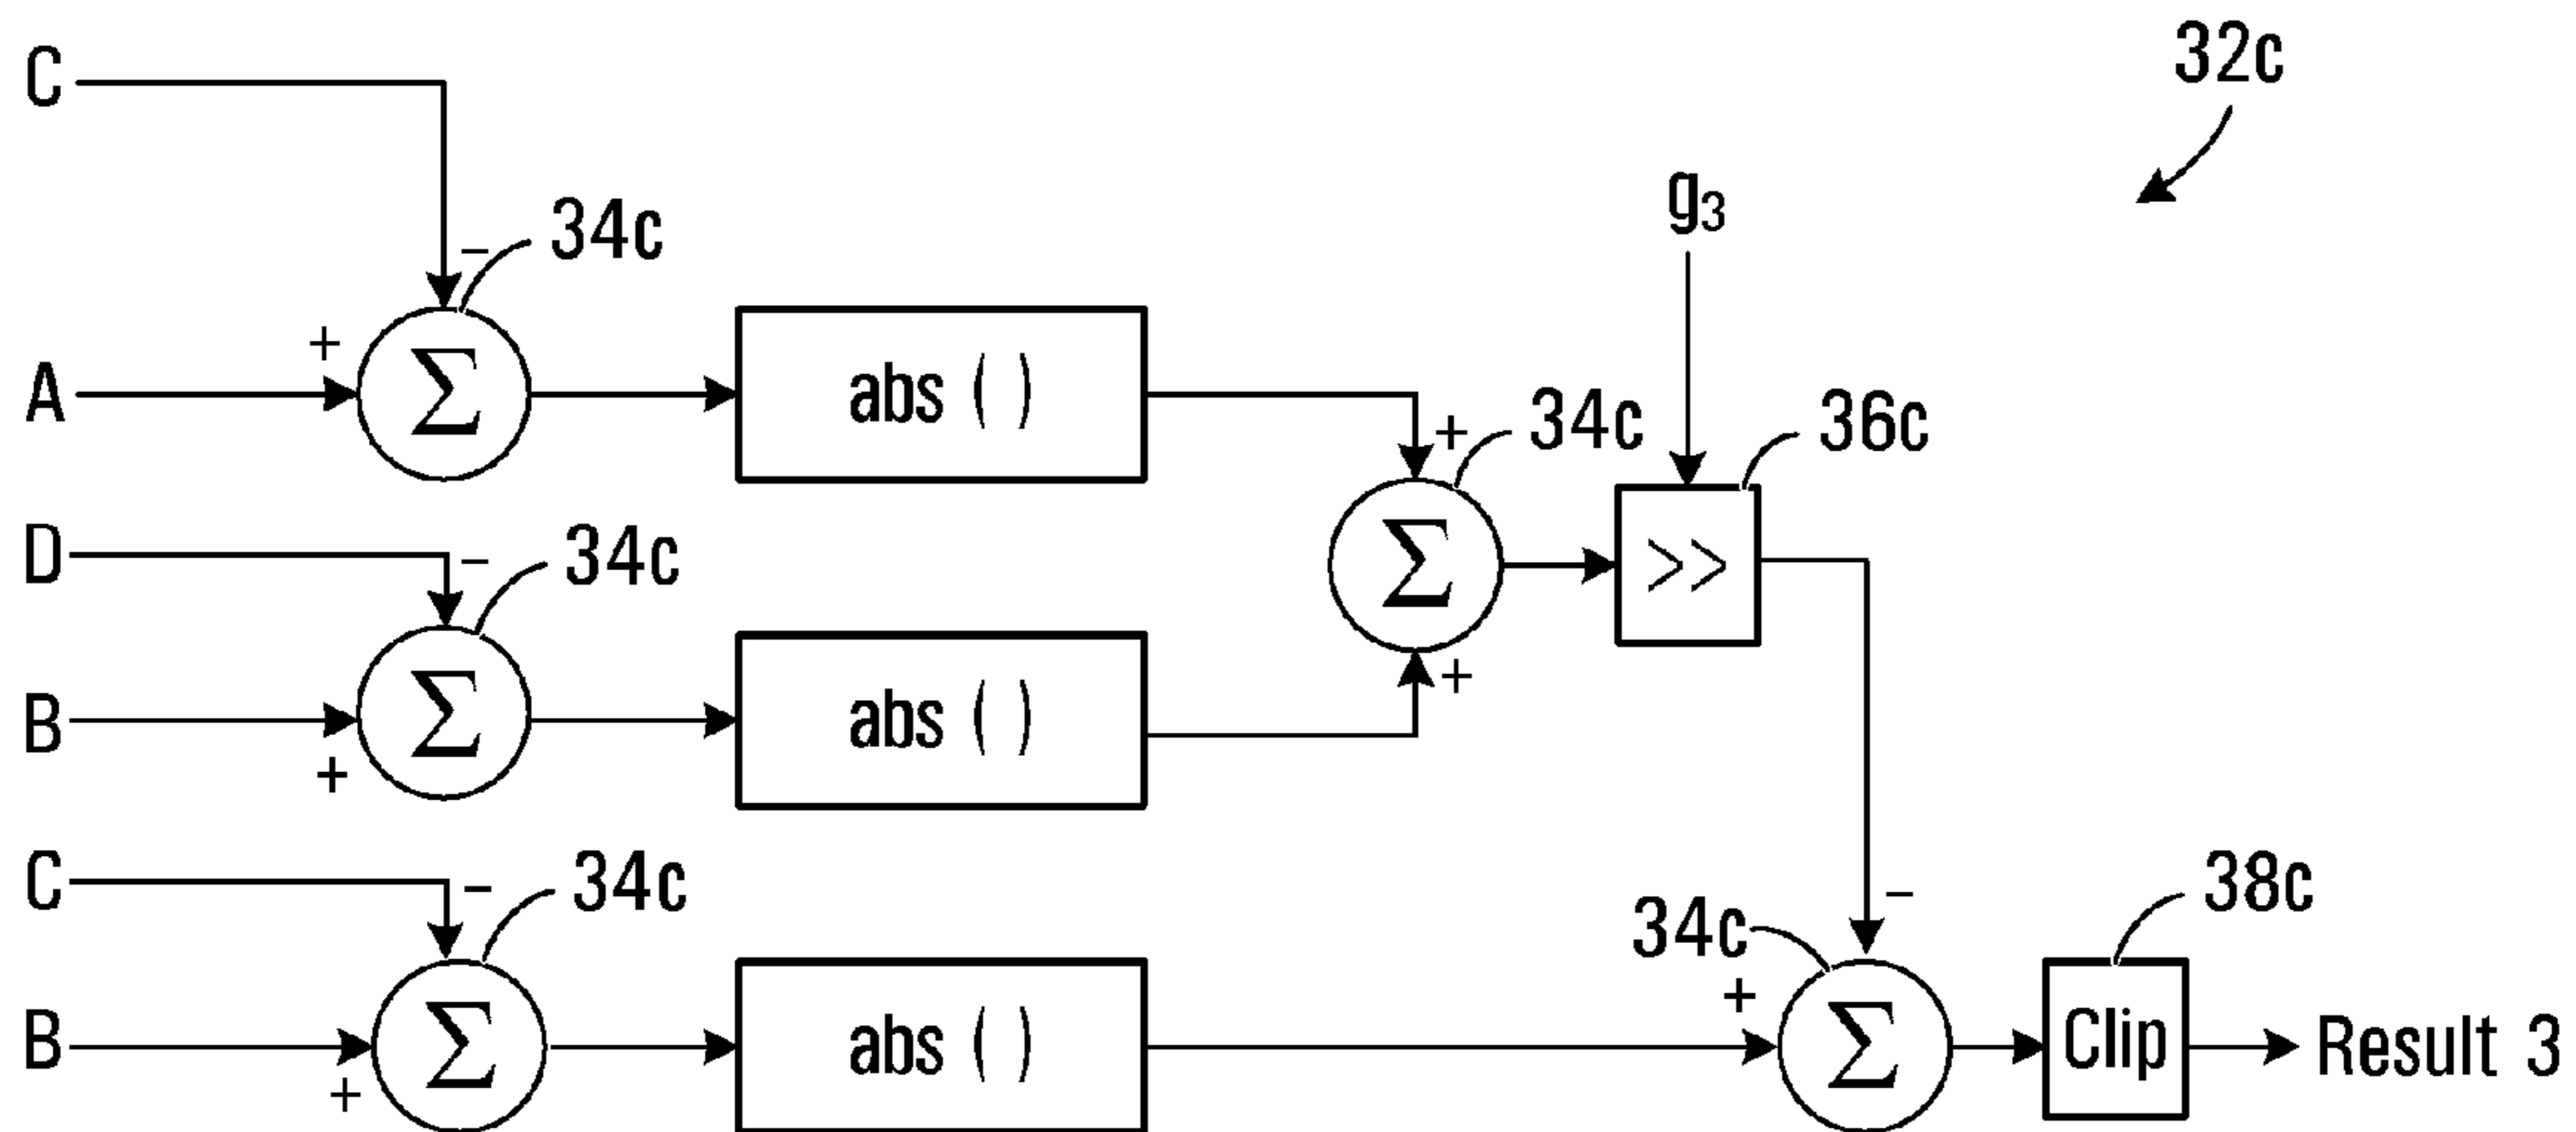 C
32c
g3
−
34c
+
A
Σ
abs ( )
+
34c
36c
D
−
34c
Σ
>>
B
Σ
abs ( )
+
+
C
−
34c
34c
−
38c
+
B
Σ
abs ( )
Σ
Clip
Result 3
+